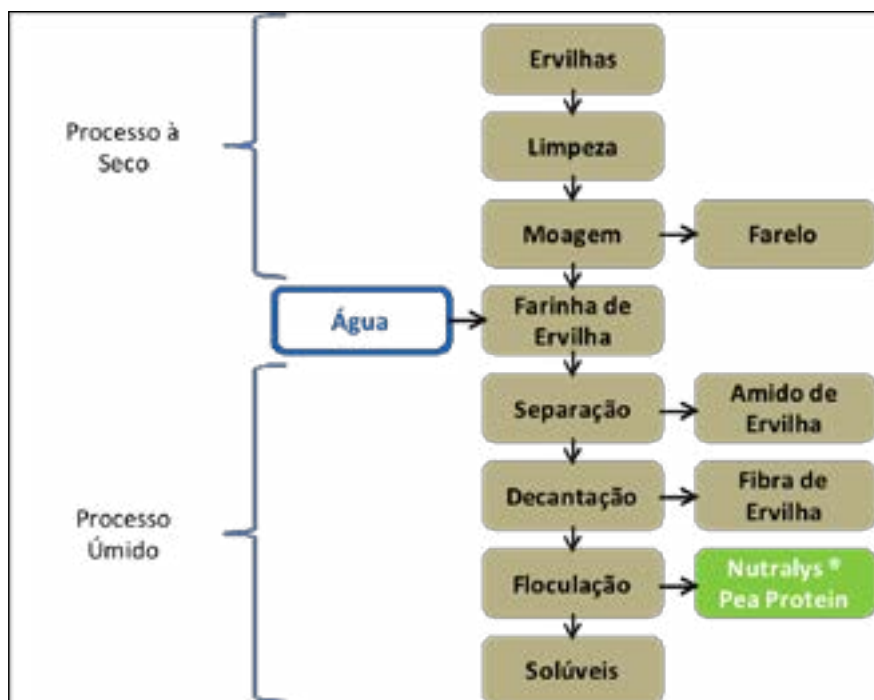 Ervilhas
Processo à
Seco
Limpeza
Moagem
Farelo
Água
Farinha de
Ervilha
Separação
Amido de
Ervilha
Decantação
Fibra de
Ervilha
Processo
Úmido
Floculação
Nutralys ®
Pea Protein
Solúveis